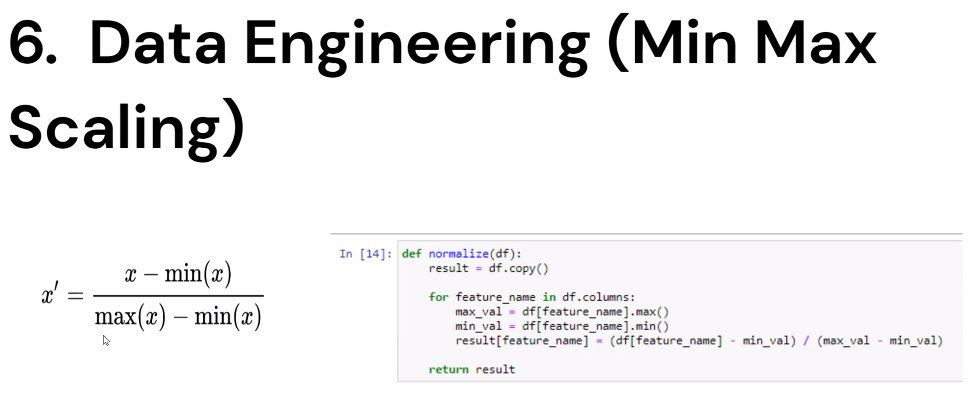 6. Data Engineering (Min Max
Scaling)
x′ = x − min(x) / max(x) − min(x)
In [14]: def normalize(df):
    result = df.copy()
    for feature_name in df.columns:
        max_val = df[feature_name].max()
        min_val = df[feature_name].min()
        result[feature_name] = (df[feature_name] - min_val) / (max_val - min_val)
    return result